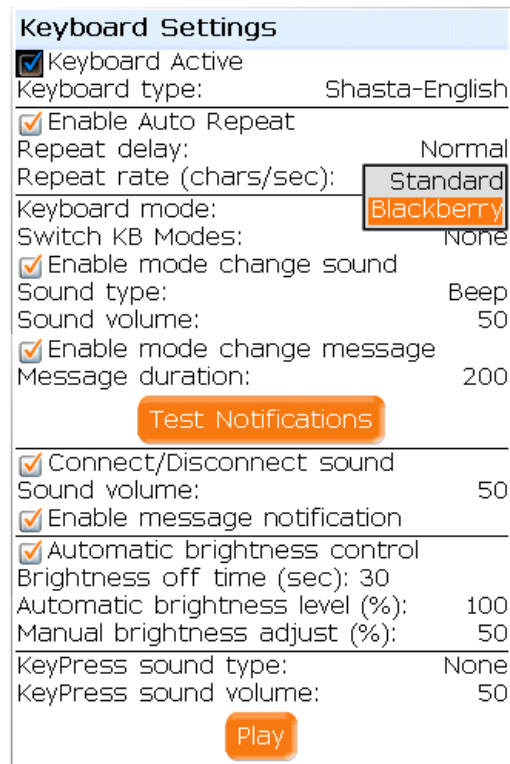 Keyboard Settings
Keyboard Active
Keyboard type: Shasta-English
Enable Auto Repeat
Repeat delay: Normal
Repeat rate (chars/sec): Standard
Keyboard mode: Blackberry
Switch KB Modes: None
Enable mode change sound
Sound type: Beep
Sound volume: 50
Enable mode change message
Message duration: 200
Test Notifications
Connect/Disconnect sound
Sound volume: 50
Enable message notification
Automatic brightness control
Brightness off time (sec): 30
Automatic brightness level (%): 100
Manual brightness adjust (%): 50
KeyPress sound type: None
KeyPress sound volume: 50
Play